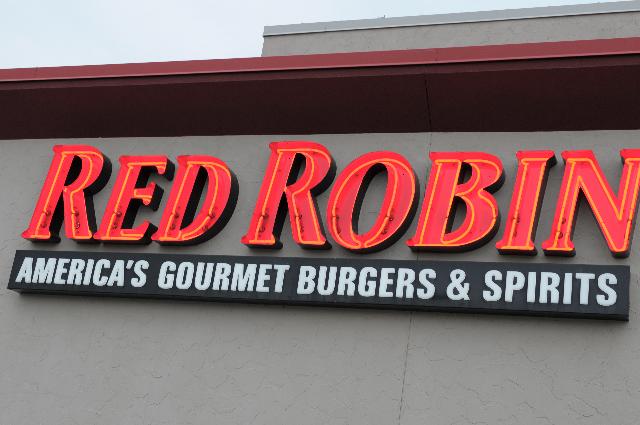 RED ROBIN
AMERICA'S GOURMET BURGERS & SPIRITS